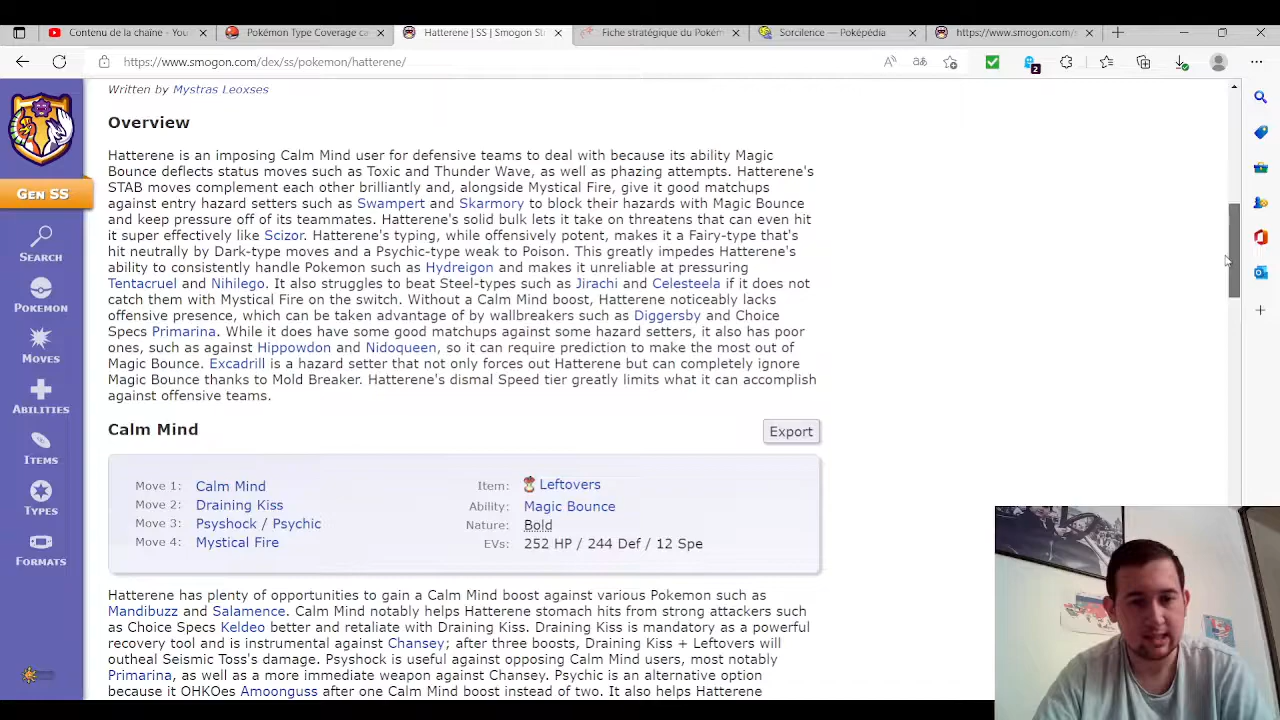 Contenu de la chaîne - You
Pokémon Type Coverage ca
Hatterene | SS | Smogon St
Fiche stratégique du Pokém
Sorcilence — Poképédia
https://www.smogon.com/
https://www.smogon.com/dex/ss/pokemon/hatterene/
2
Written by Mystras Leoxses
Overview
Hatterene is an imposing Calm Mind user for defensive teams to deal with because its ability Magic
Bounce deflects status moves such as Toxic and Thunder Wave, as well as phazing attempts. Hatterene's
STAB moves complement each other brilliantly and, alongside Mystical Fire, give it good matchups
against entry hazard setters such as Swampert and Skarmory to block their hazards with Magic Bounce
and keep pressure off of its teammates. Hatterene's solid bulk lets it take on threatens that can even hit
it super effectively like Scizor. Hatterene's typing, while offensively potent, makes it a Fairy-type that's
hit neutrally by Dark-type moves and a Psychic-type weak to Poison. This greatly impedes Hatterene's
ability to consistently handle Pokemon such as Hydreigon and makes it unreliable at pressuring
Tentacruel and Nihilego. It also struggles to beat Steel-types such as Jirachi and Celesteela if it does not
catch them with Mystical Fire on the switch. Without a Calm Mind boost, Hatterene noticeably lacks
offensive presence, which can be taken advantage of by wallbreakers such as Diggersby and Choice
Specs Primarina. While it does have some good matchups against some hazard setters, it also has poor
ones, such as against Hippowdon and Nidoqueen, so it can require prediction to make the most out of
Magic Bounce. Excadrill is a hazard setter that not only forces out Hatterene but can completely ignore
Magic Bounce thanks to Mold Breaker. Hatterene's dismal Speed tier greatly limits what it can accomplish
against offensive teams.
Calm Mind
Export
Move 1: Calm Mind
Move 2: Draining Kiss
Move 3: Psyshock / Psychic
Move 4: Mystical Fire
Item: Leftovers
Ability: Magic Bounce
Nature: Bold
EVs: 252 HP / 244 Def / 12 Spe
Hatterene has plenty of opportunities to gain a Calm Mind boost against various Pokemon such as
Mandibuzz and Salamence. Calm Mind notably helps Hatterene stomach hits from strong attackers such
as Choice Specs Keldeo better and retaliate with Draining Kiss. Draining Kiss is mandatory as a powerful
recovery tool and is instrumental against Chansey; after three boosts, Draining Kiss + Leftovers will
outheal Seismic Toss's damage. Psyshock is useful against opposing Calm Mind users, most notably
Primarina, as well as a more immediate weapon against Chansey. Psychic is an alternative option
because it OHKOes Amoonguss after one Calm Mind boost instead of two. It also helps Hatterene
Gen SS
Search
Pokemon
Moves
Abilities
Items
Types
Formats